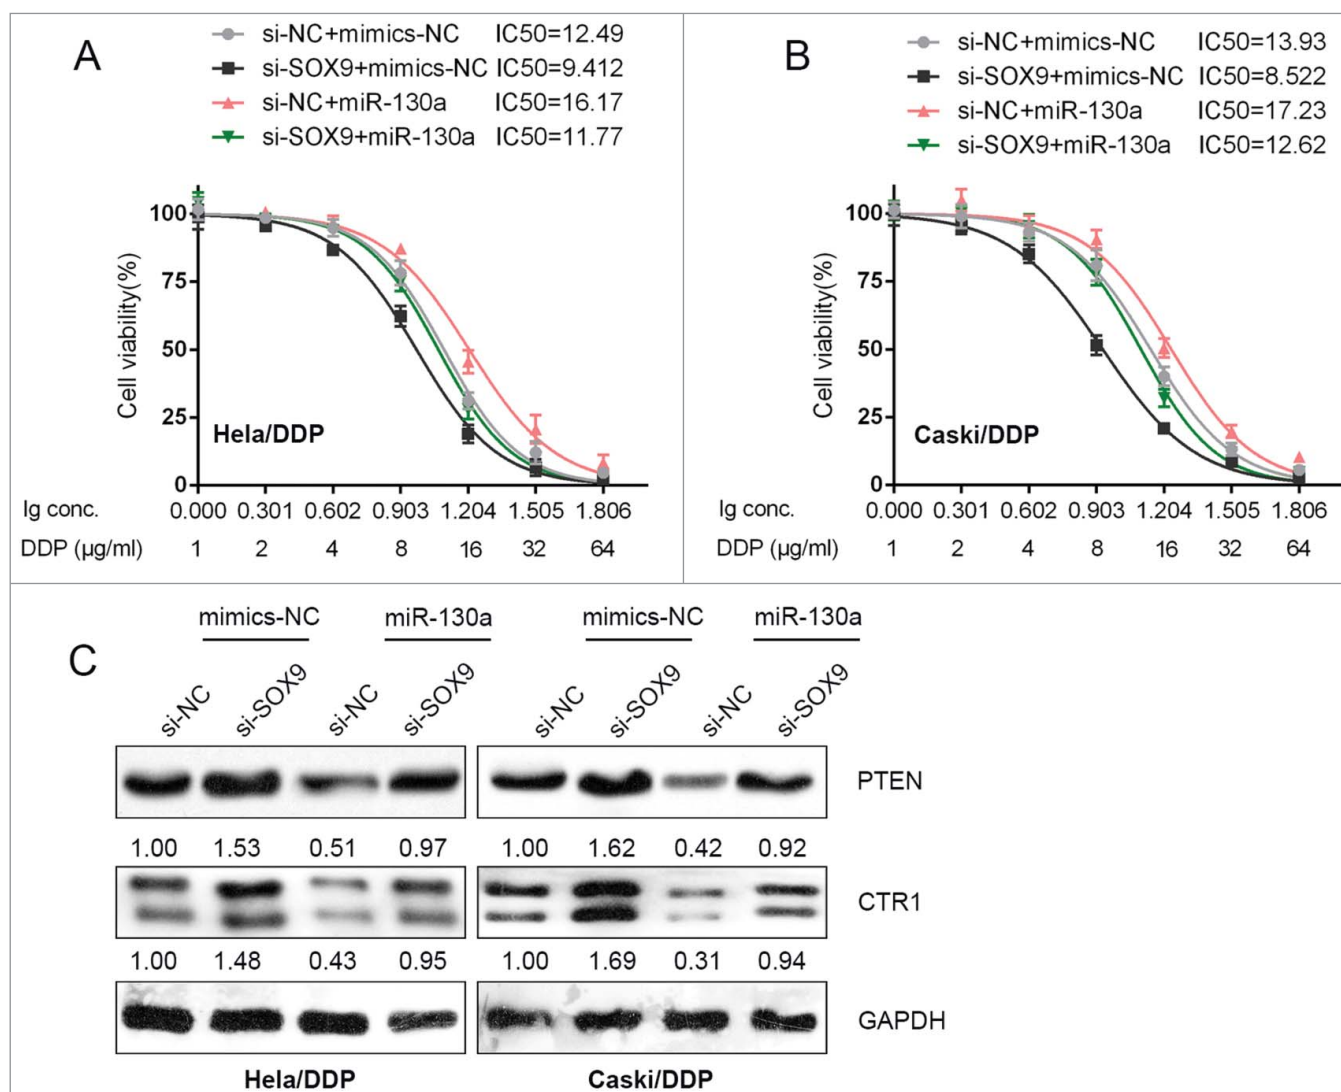 A
si-NC+mimics-NC IC50=12.49
si-SOX9+mimics-NC IC50=9.412
si-NC+miR-130a IC50=16.17
si-SOX9+miR-130a IC50=11.77
Cell viability(%)
100
75
50
25
0
Hela/DDP
Ig conc. 0.000 0.301 0.602 0.903 1.204 1.505 1.806
DDP (µg/ml) 1 2 4 8 16 32 64
B
si-NC+mimics-NC IC50=13.93
si-SOX9+mimics-NC IC50=8.522
si-NC+miR-130a IC50=17.23
si-SOX9+miR-130a IC50=12.62
Cell viability(%)
100
75
50
25
0
Caski/DDP
Ig conc. 0.000 0.301 0.602 0.903 1.204 1.505 1.806
DDP (µg/ml) 1 2 4 8 16 32 64
C
mimics-NC miR-130a mimics-NC miR-130a
si-NC si-SOX9 si-NC si-SOX9 si-NC si-SOX9 si-NC si-SOX9
PTEN
1.00 1.53 0.51 0.97 1.00 1.62 0.42 0.92
CTR1
1.00 1.48 0.43 0.95 1.00 1.69 0.31 0.94
GAPDH
Hela/DDP Caski/DDP